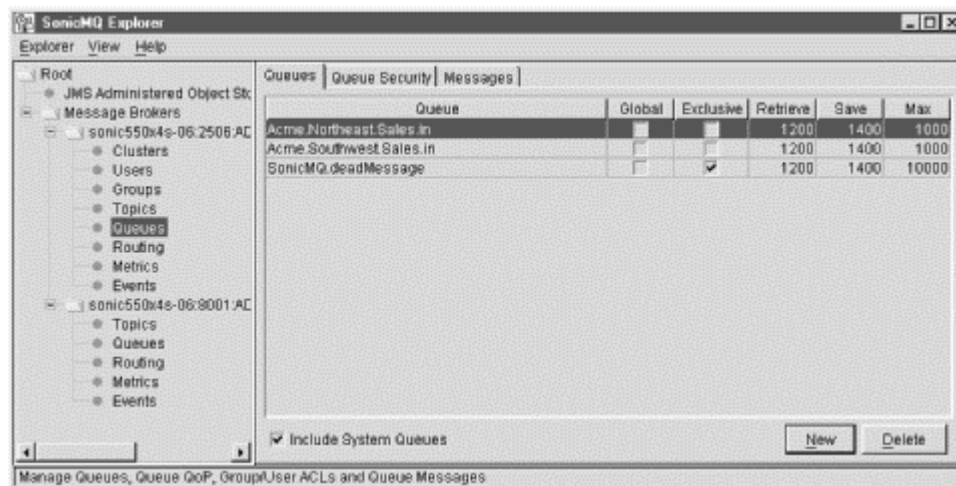 SonicMQ Explorer
Explorer View Help
Root
JMS Administered Object Stc
Message Brokers
sonic550x4s-06:2506:AD
Clusters
Users
Groups
Topics
Queues
Routing
Metrics
Events
sonic550x4s-06:9001:AD
Topics
Queues
Routing
Metrics
Events
Queues Queue Security Messages
Queue Global Exclusive Retrieve Save Max
Acme.Northeast.Sales.in 1200 1400 1000
Acme.Southwest.Sales.in 1200 1400 1000
SonicMQ.deadMessage 1200 1400 10000
Include System Queues
New Delete
Manage Queues, Queue QoP, Group/User ACLs and Queue Messages